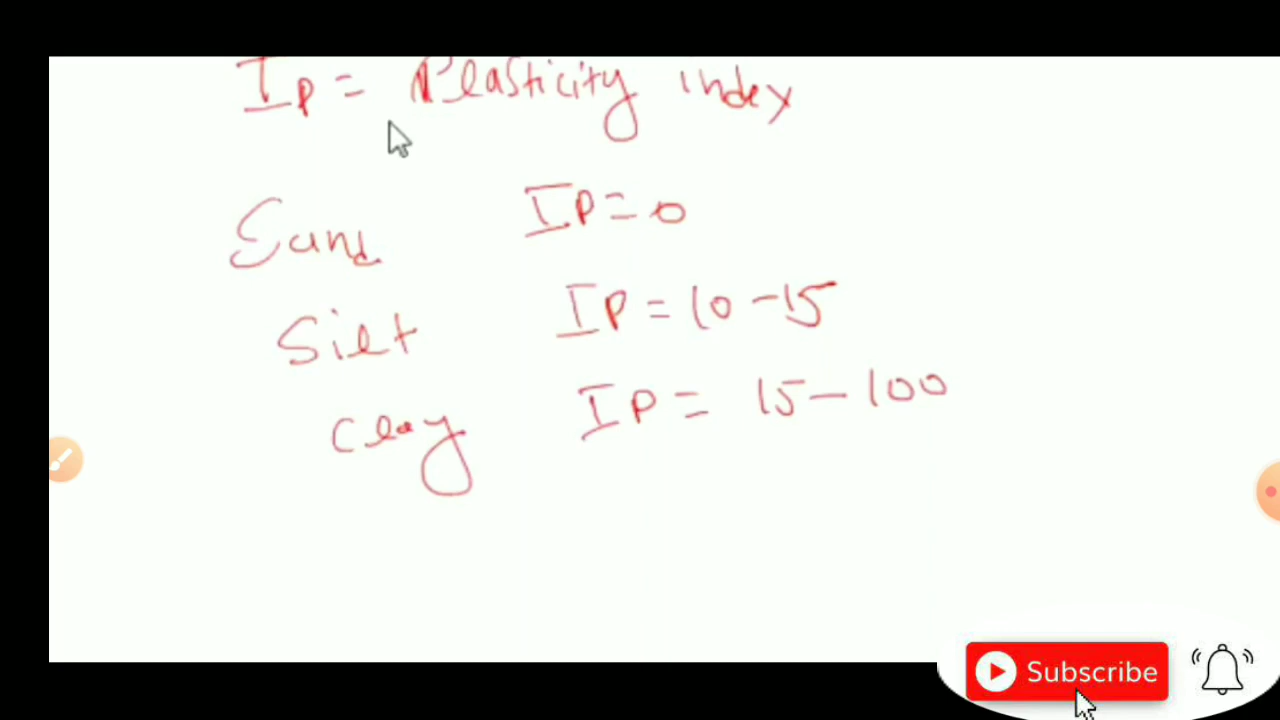 Ip = Plasticity index
Sand Ip = 0
Silt Ip = 10 - 15
Clay Ip = 15 - 100
Subscribe